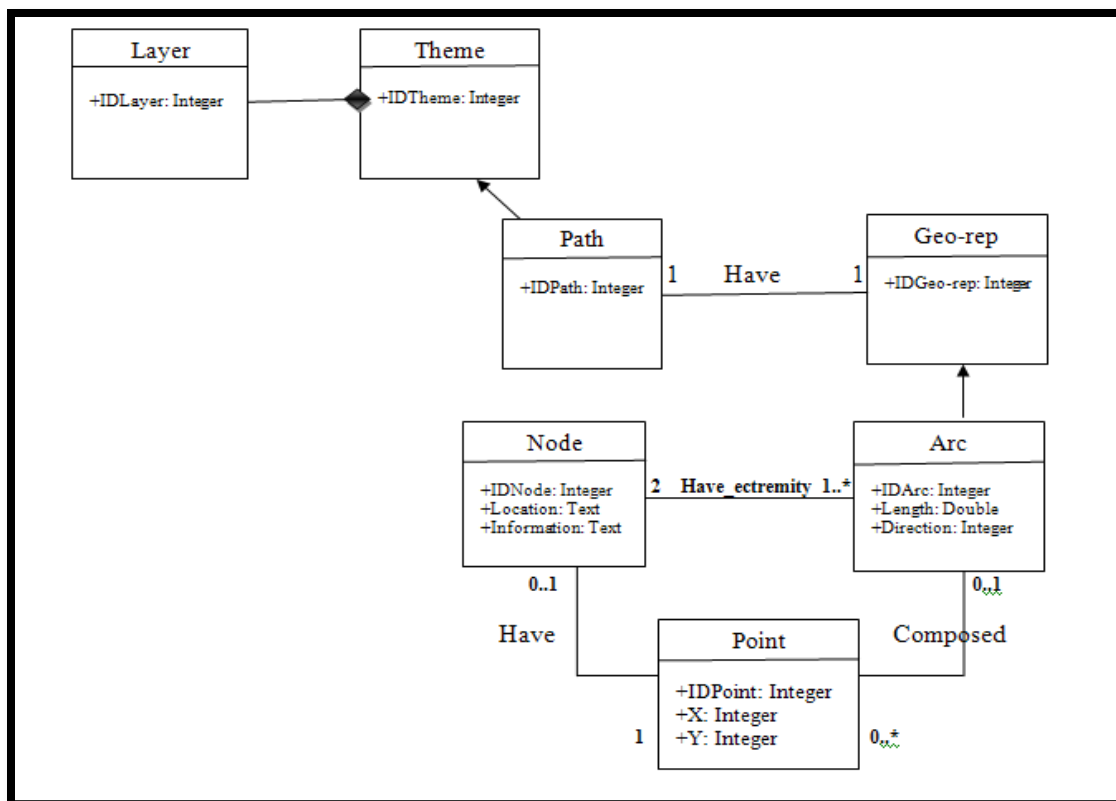 Layer
+IDLayer: Integer
Theme
+IDTheme: Integer
Path
+IDPath: Integer
1 Have 1
Geo-rep
+IDGeo-rep: Integer
Node
+IDNode: Integer
+Location: Text
+Information: Text
2 Have_ectremity 1..*
Arc
+IDArc: Integer
+Length: Double
+Direction: Integer
0..1
0..1
Have
Composed
Point
+IDPoint: Integer
+X: Integer
+Y: Integer
1
0..*